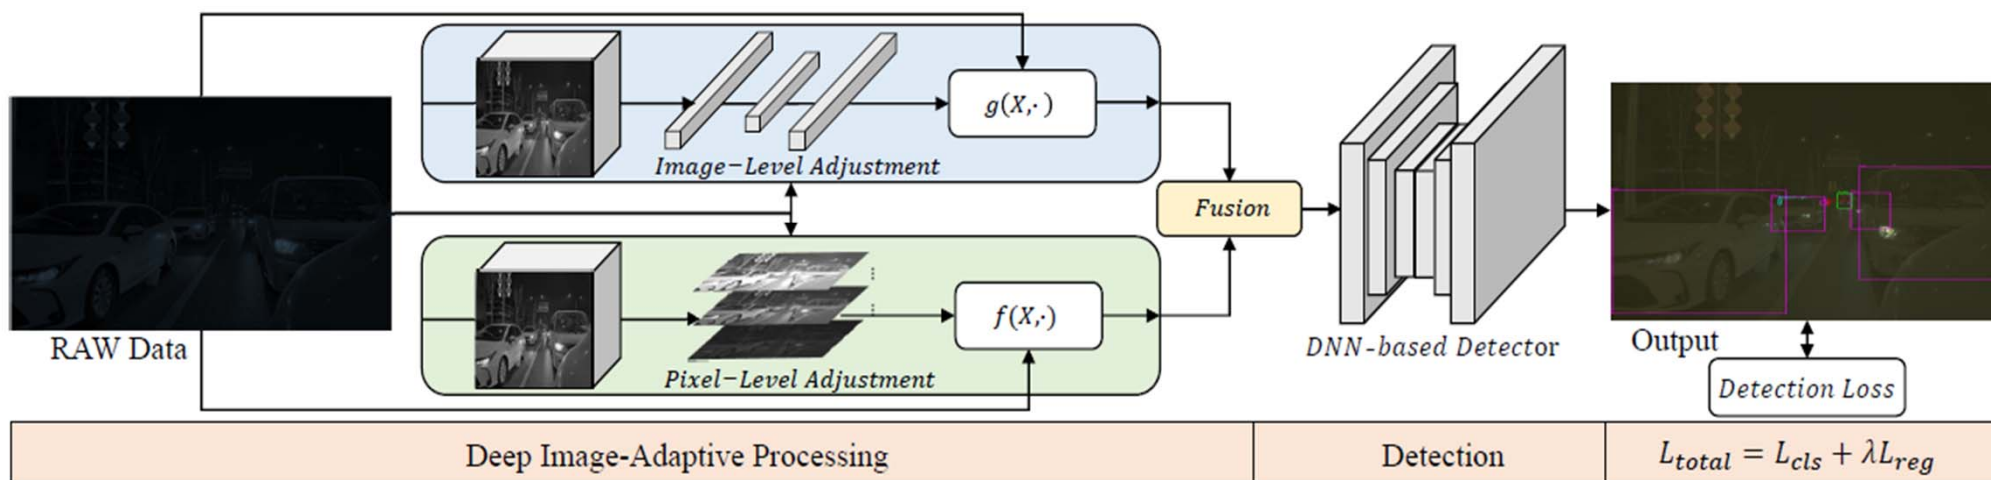 g(X,·)
Image−Level Adjustment
Fusion
RAW Data
f(X,·)
Pixel−Level Adjustment
DNN-based Detector
Output
Detection Loss
Deep Image-Adaptive Processing
Detection
L_total = L_cls + λL_reg